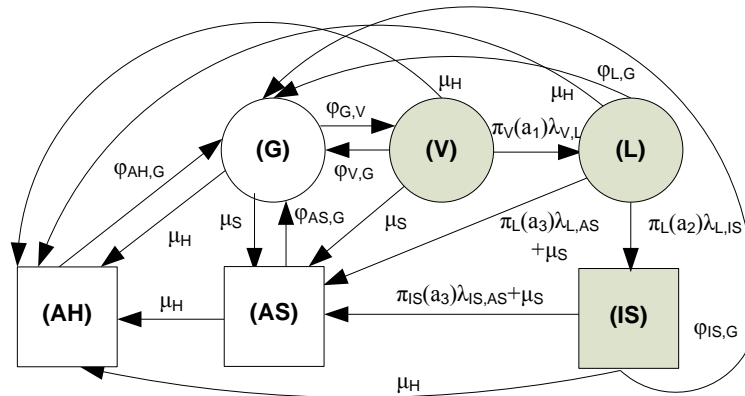 φL,G
μH
μH
φG,V
(G)
(V)
πV(a1)λV,L
(L)
φV,G
φAH,G
μH
μS
φAS,G
μS
πL(a3)λL,AS
+μS
πL(a2)λL,IS
(AH)
μH
(AS)
πIS(a3)λIS,AS+μS
(IS)
φIS,G
μH